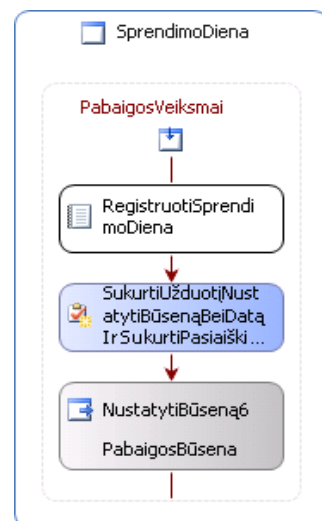 SprendimoDiena
PabaigosVeiksmai
RegistruotiSprendi
moDiena
SukurtiUžduotįNust
atytiBūsenąBeiDatą
IrSukurtiPasiaiški...
NustatytiBūseną6
PabaigosBūsena